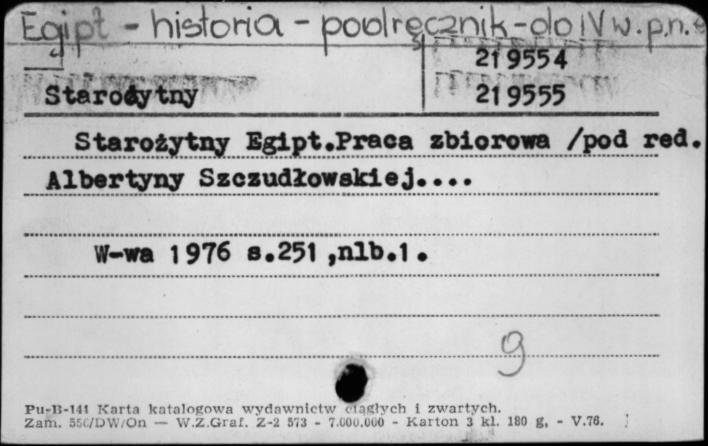 Egipt - historia - podręcznik - do IV w. p.n.e
219554
Starożytny 219555
Starożytny Egipt.Praca zbiorowa /pod red.
Albertyny Szczudłowskiej....
W-wa 1976 s.251 ,nlb.1.
9
Pu-B-141 Karta katalogowa wydawnictw ciągłych i zwartych.
Zam. 550/DW/On — W.Z.Graf. Z-2 573 - 7.000.000 - Karton 3 kl. 180 g, - V.76.